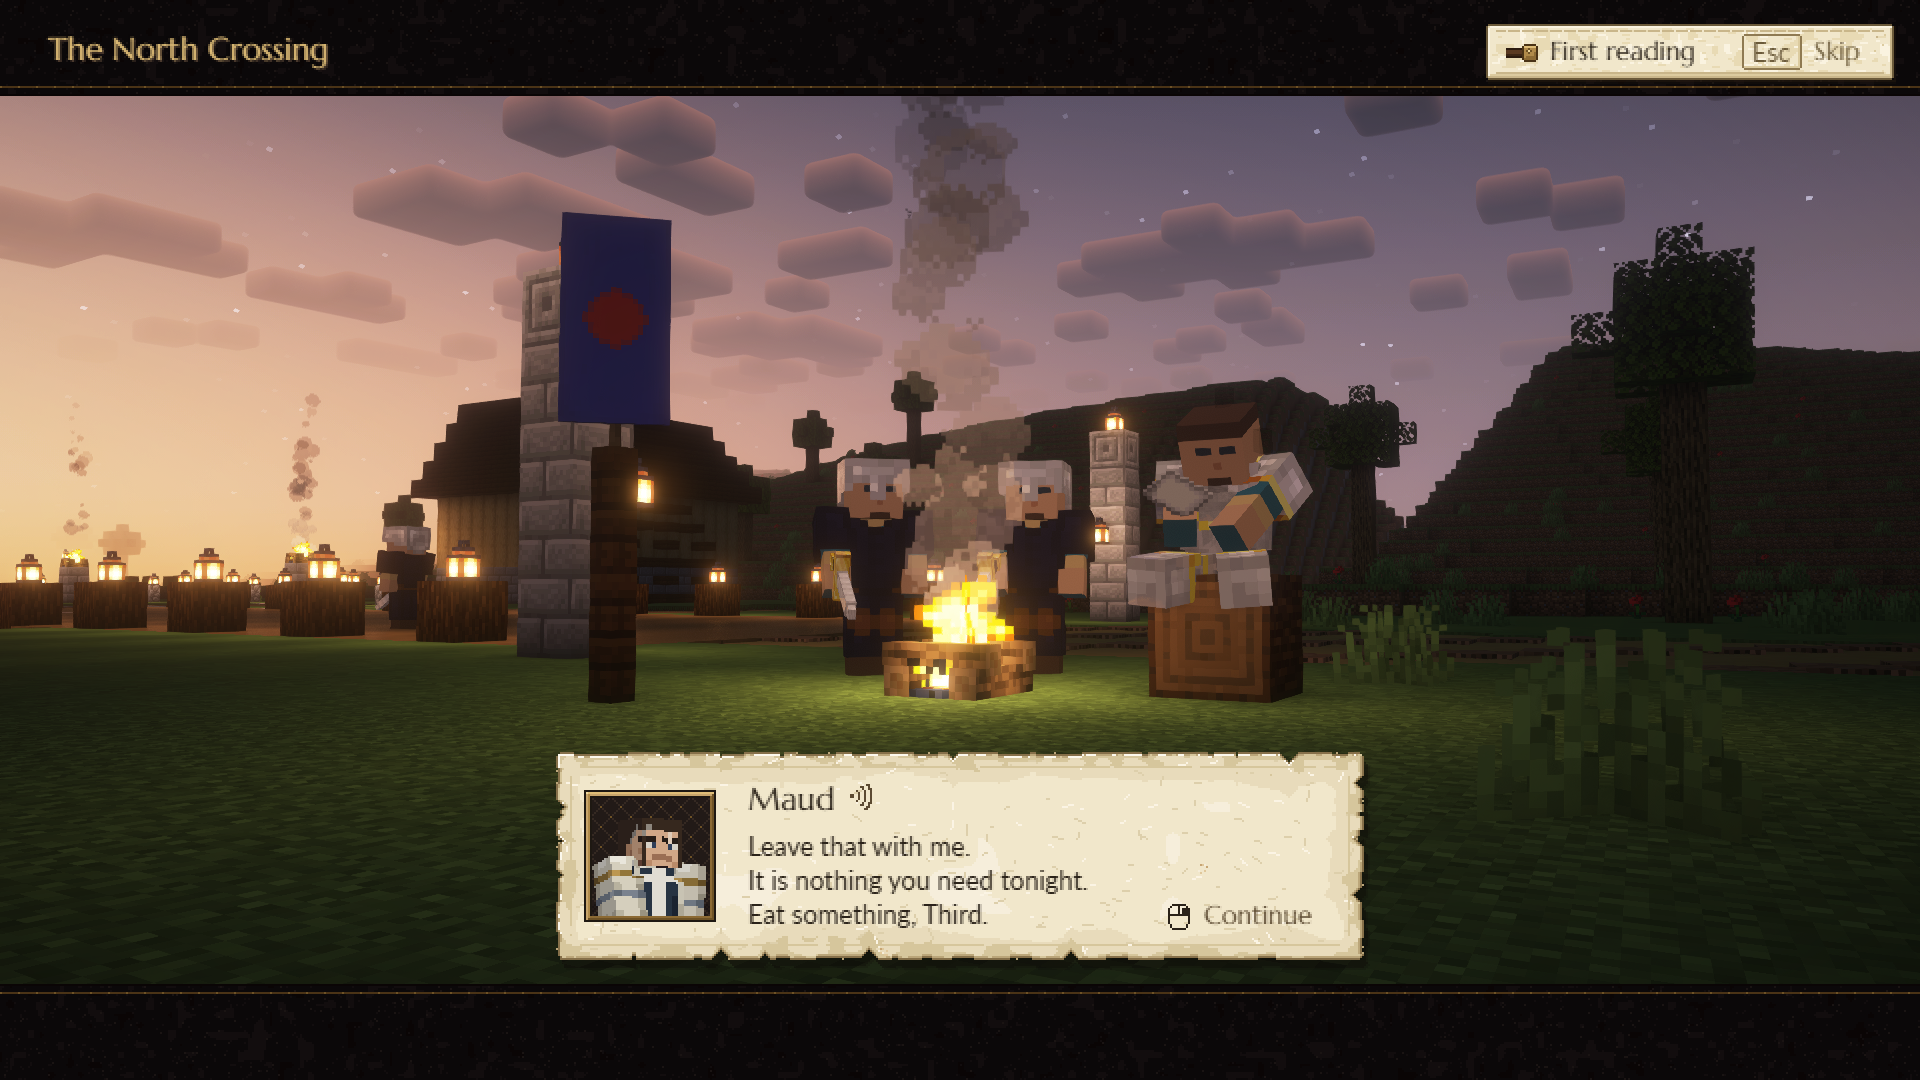 The North Crossing
First reading
Esc Skip
Maud
Leave that with me.
It is nothing you need tonight.
Eat something, Third.
Continue